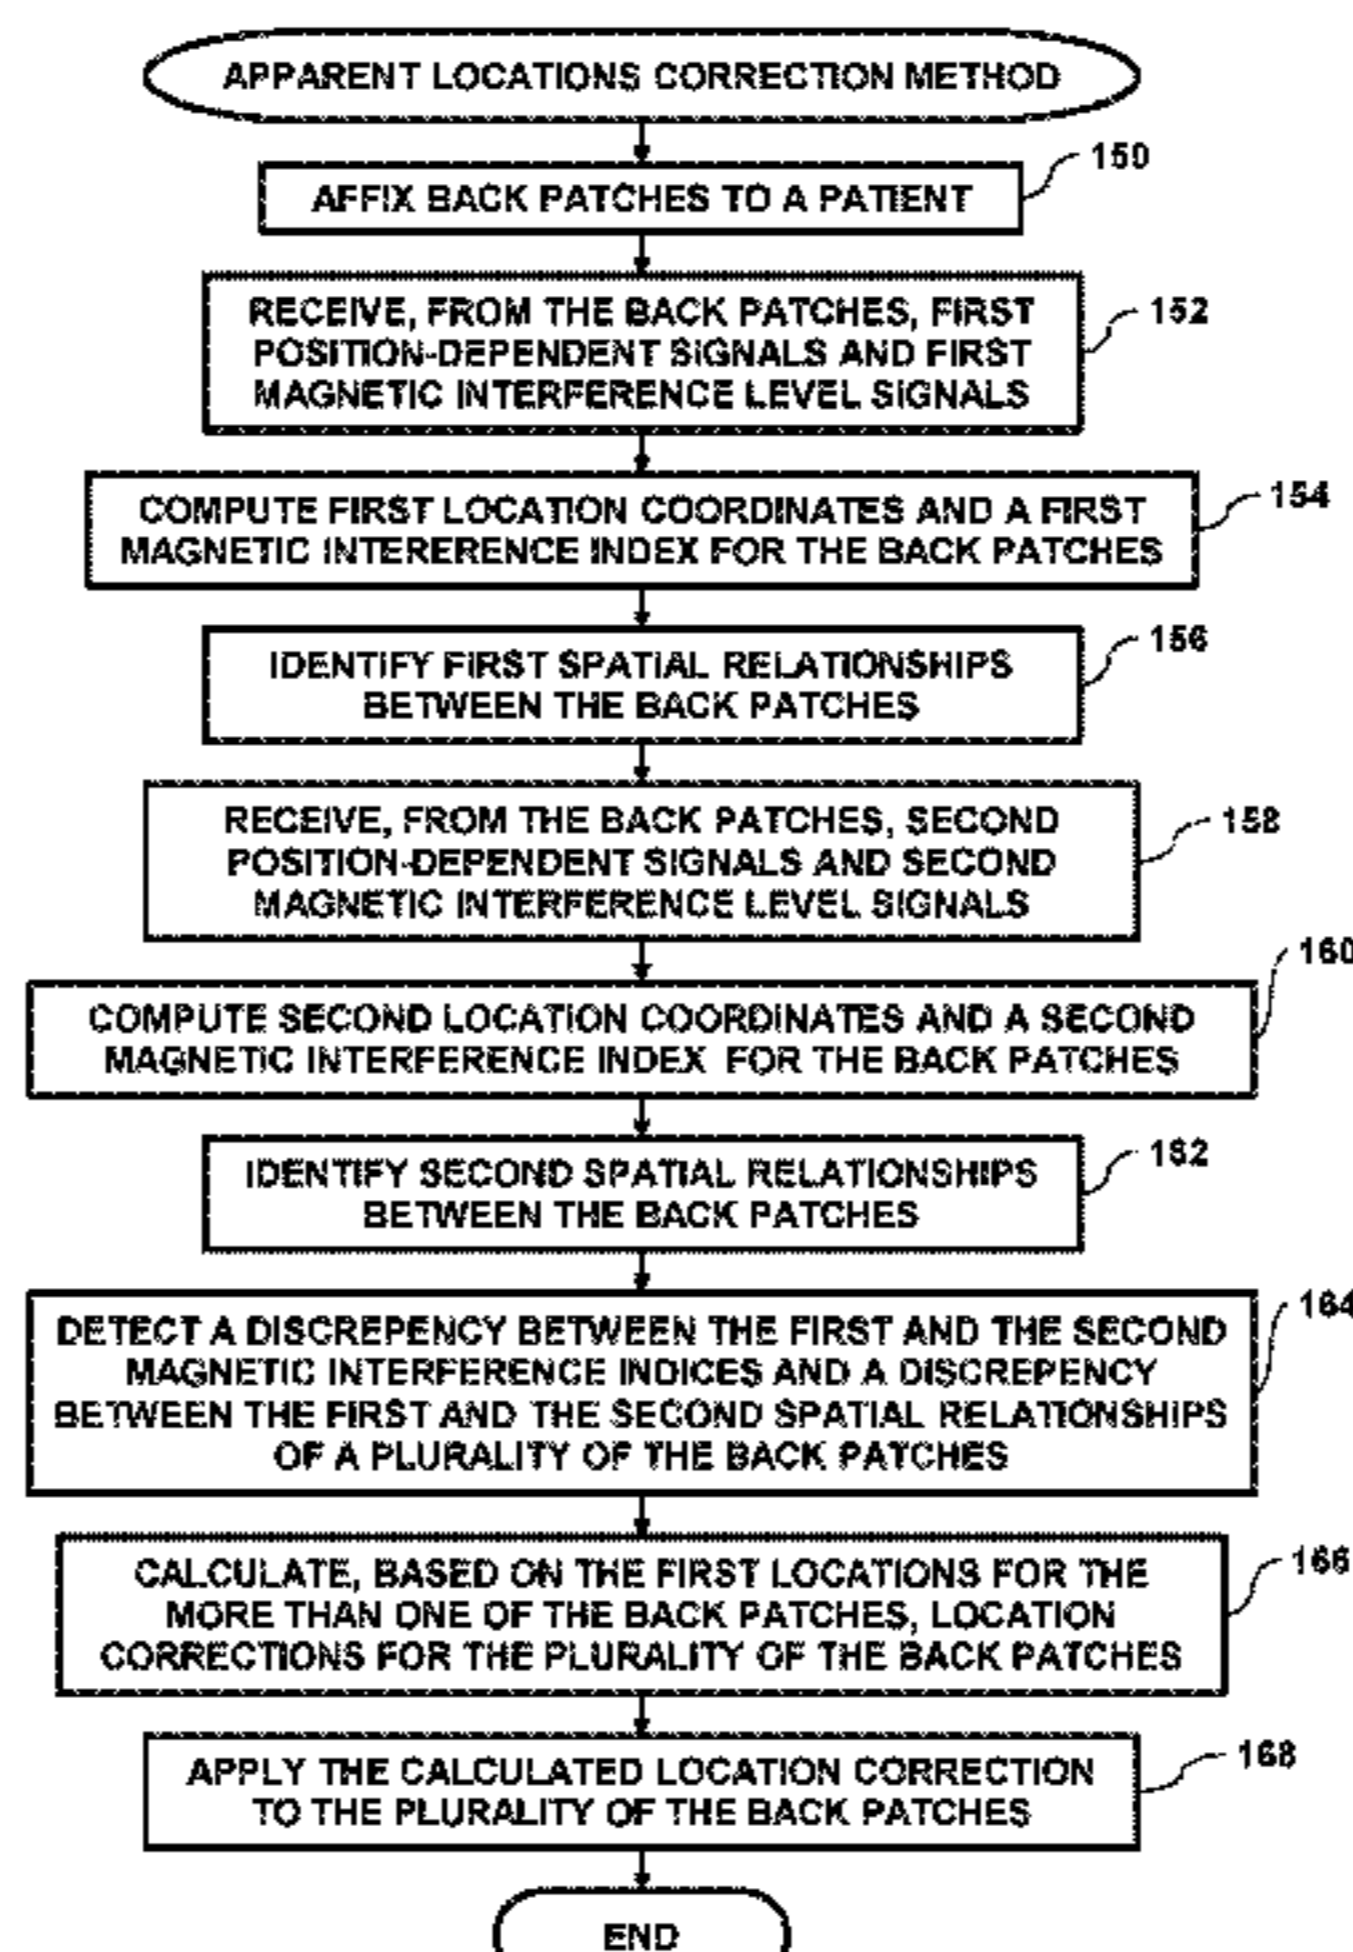 APPARENT LOCATIONS CORRECTION METHOD
150
AFFIX BACK PATCHES TO A PATIENT
152
RECEIVE, FROM THE BACK PATCHES, FIRST
POSITION-DEPENDENT SIGNALS AND FIRST
MAGNETIC INTERFERENCE LEVEL SIGNALS
154
COMPUTE FIRST LOCATION COORDINATES AND A FIRST
MAGNETIC INTERERENCE INDEX FOR THE BACK PATCHES
156
IDENTIFY FIRST SPATIAL RELATIONSHIPS
BETWEEN THE BACK PATCHES
158
RECEIVE, FROM THE BACK PATCHES, SECOND
POSITION-DEPENDENT SIGNALS AND SECOND
MAGNETIC INTERFERENCE LEVEL SIGNALS
160
COMPUTE SECOND LOCATION COORDINATES AND A SECOND
MAGNETIC INTERFERENCE INDEX FOR THE BACK PATCHES
162
IDENTIFY SECOND SPATIAL RELATIONSHIPS
BETWEEN THE BACK PATCHES
164
DETECT A DISCREPENCY BETWEEN THE FIRST AND THE SECOND
MAGNETIC INTERFERENCE INDICES AND A DISCREPENCY
BETWEEN THE FIRST AND THE SECOND SPATIAL RELATIONSHIPS
OF A PLURALITY OF THE BACK PATCHES
166
CALCULATE, BASED ON THE FIRST LOCATIONS FOR THE
MORE THAN ONE OF THE BACK PATCHES, LOCATION
CORRECTIONS FOR THE PLURALITY OF THE BACK PATCHES
168
APPLY THE CALCULATED LOCATION CORRECTION
TO THE PLURALITY OF THE BACK PATCHES
END